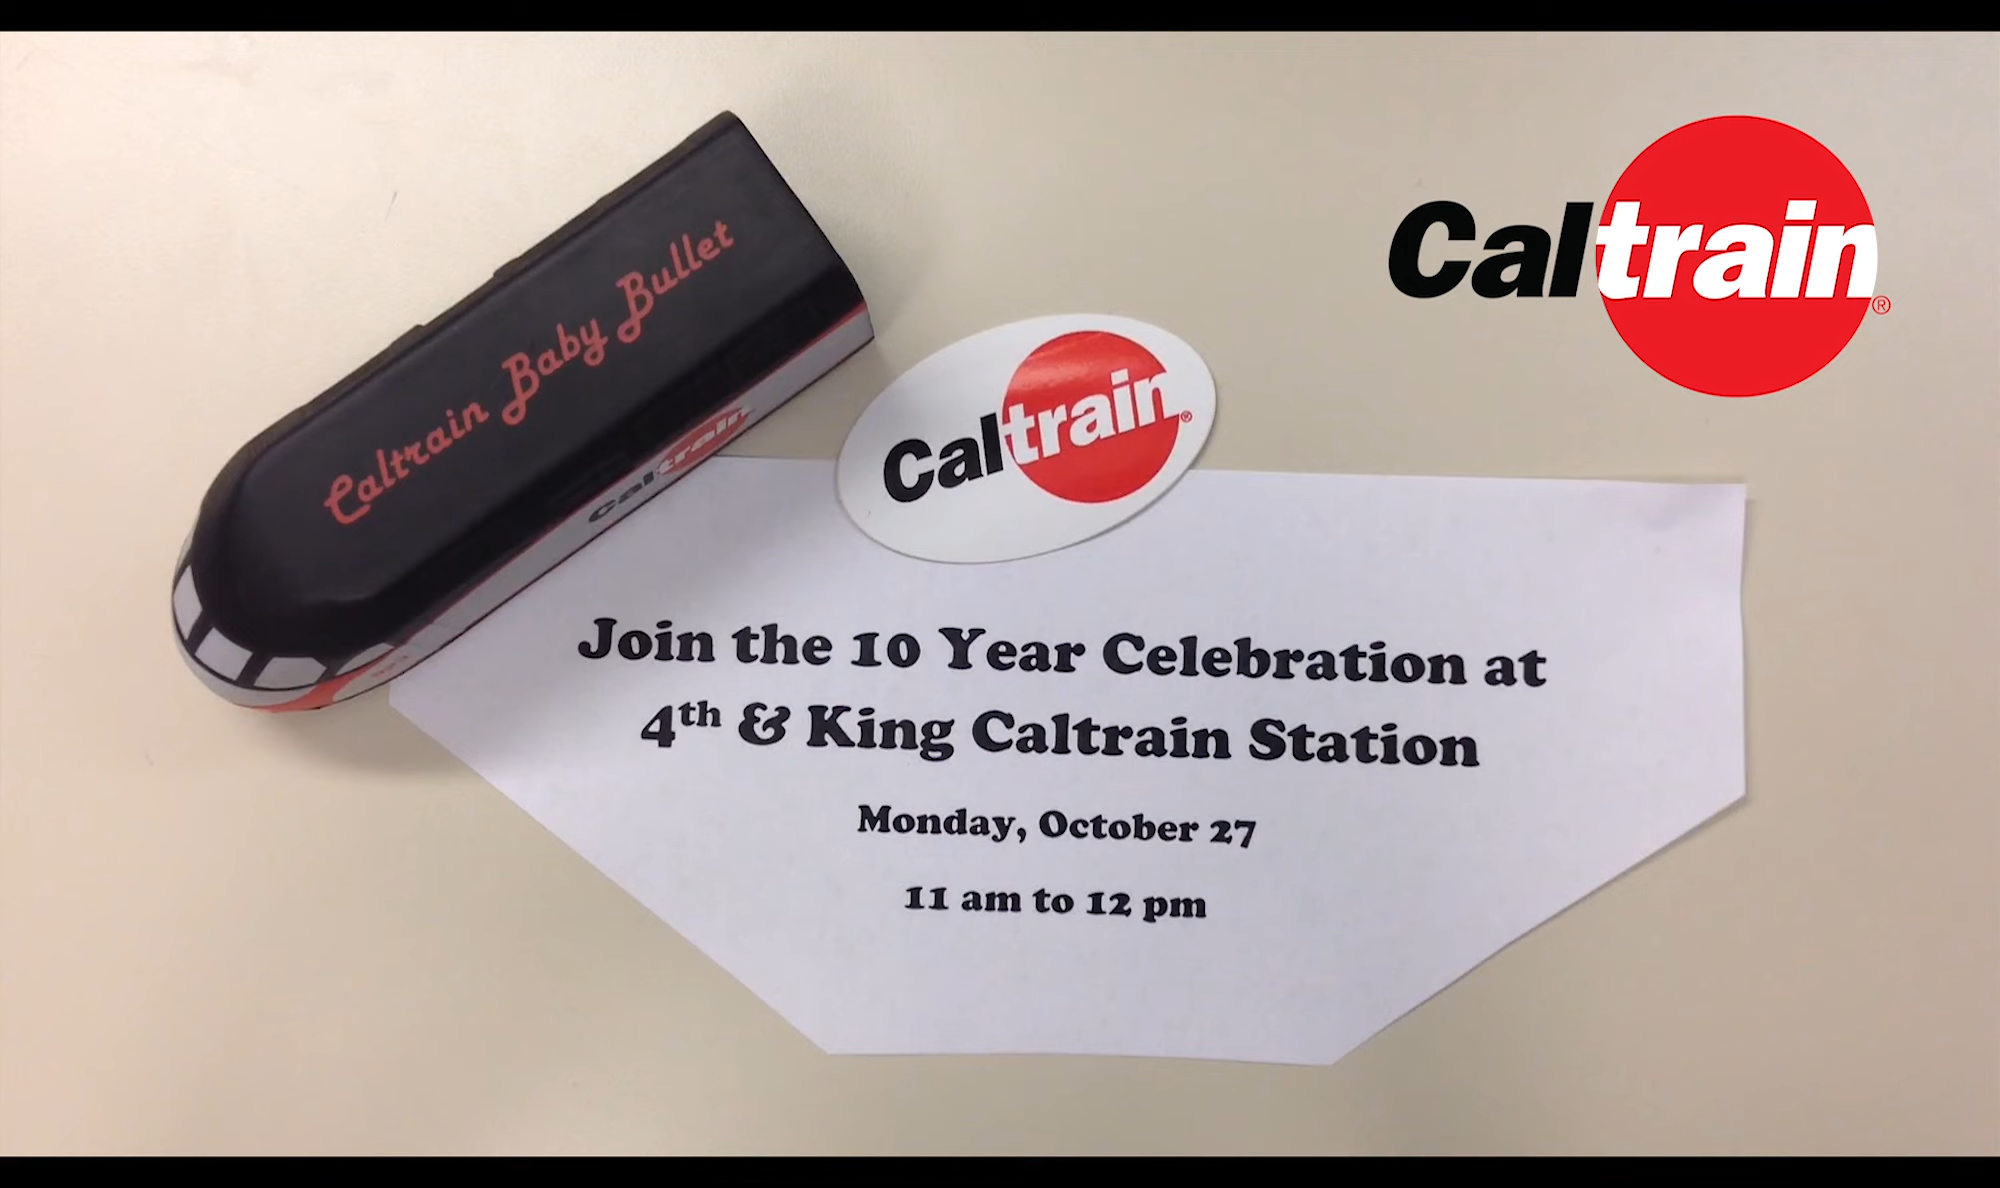 Caltrain®
Caltrain Baby Bullet
Caltrain
Caltrain®
Join the 10 Year Celebration at
4th & King Caltrain Station
Monday, October 27
11 am to 12 pm